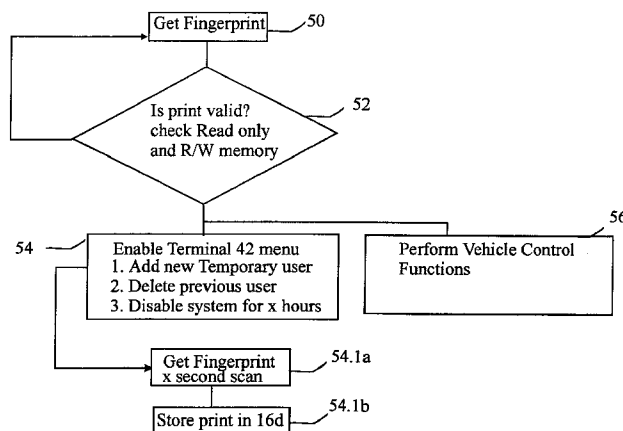 Get Fingerprint
50
Is print valid?
check Read only
and R/W memory
52
54
Enable Terminal 42 menu
1. Add new Temporary user
2. Delete previous user
3. Disable system for x hours
56
Perform Vehicle Control
Functions
Get Fingerprint
x second scan
54.1a
Store print in 16d
54.1b